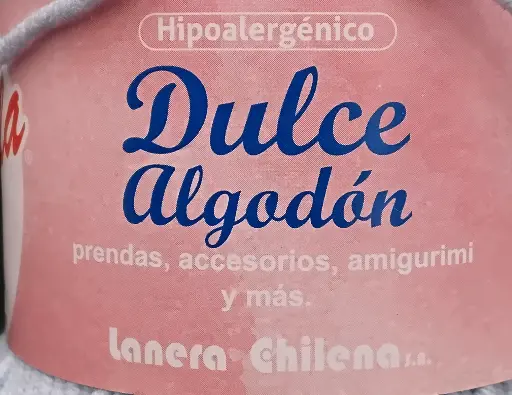 Hipoalergénico
Dulce
Algodón
prendas, accesorios, amigurimi
y más.
Lanera Chilena S.A.